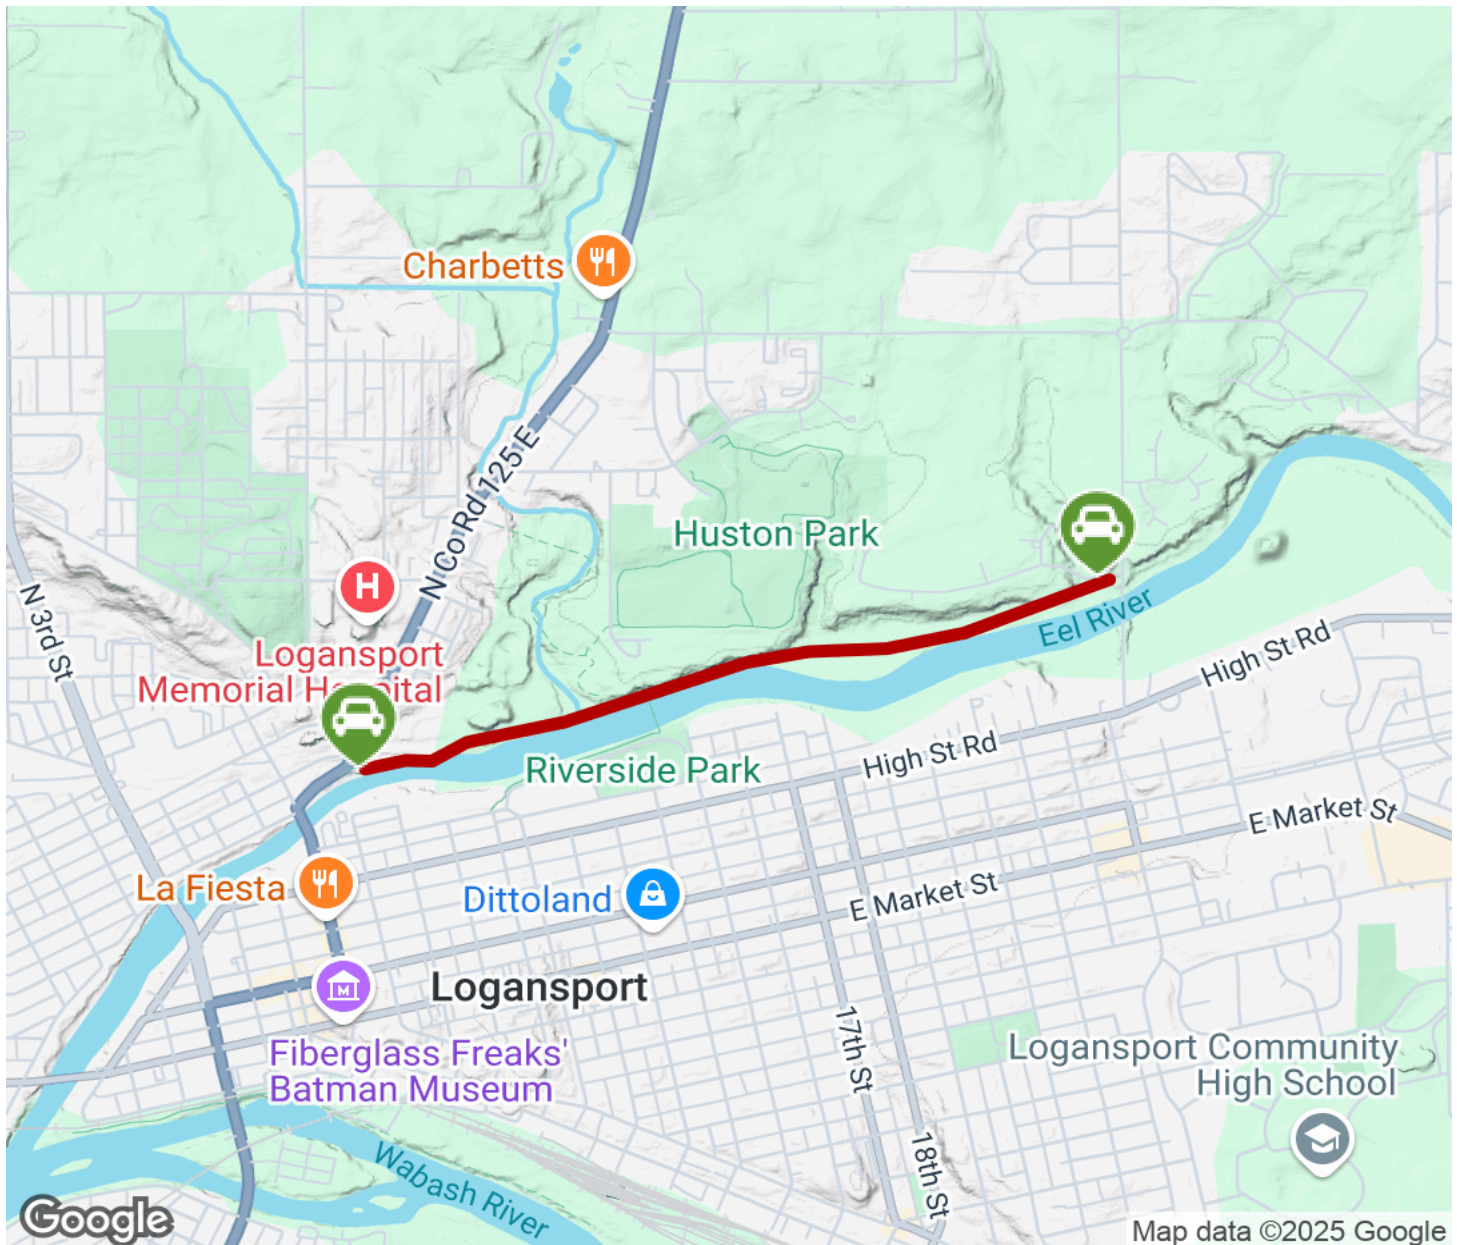 Charbetts
N Co Rd 125 E
Huston Park
H
N 3rd St
Logansport
Memorial Hospital
Eel River
High St Rd
High St Rd
Riverside Park
E Market St
La Fiesta
Dittoland
E Market St
M
Logansport
17th St
Fiberglass Freaks'
Batman Museum
Logansport Community
High School
18th St
Wabash River
Google
Map data ©2025 Google